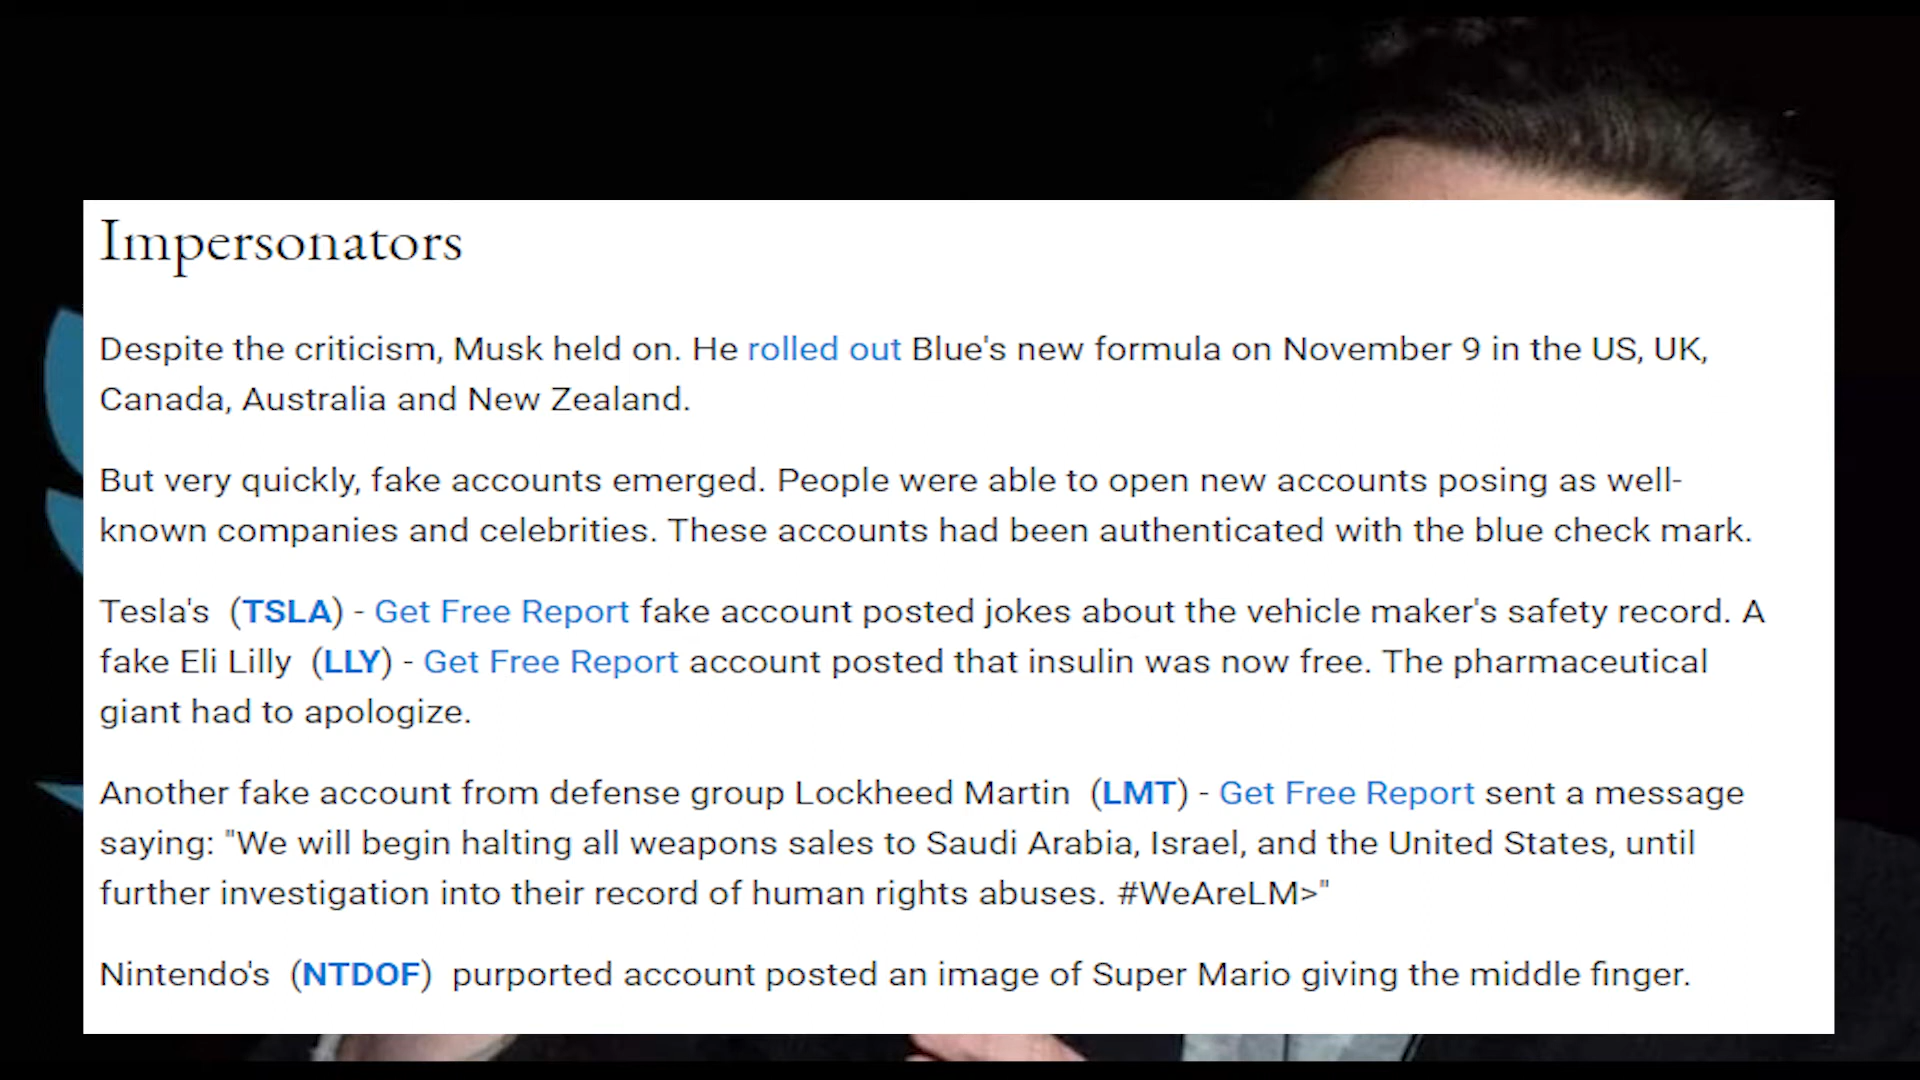 Impersonators
Despite the criticism, Musk held on. He rolled out Blue's new formula on November 9 in the US, UK,
Canada, Australia and New Zealand.
But very quickly, fake accounts emerged. People were able to open new accounts posing as well-
known companies and celebrities. These accounts had been authenticated with the blue check mark.
Tesla's (TSLA) - Get Free Report fake account posted jokes about the vehicle maker's safety record. A
fake Eli Lilly (LLY) - Get Free Report account posted that insulin was now free. The pharmaceutical
giant had to apologize.
Another fake account from defense group Lockheed Martin (LMT) - Get Free Report sent a message
saying: "We will begin halting all weapons sales to Saudi Arabia, Israel, and the United States, until
further investigation into their record of human rights abuses. #WeAreLM>"
Nintendo's (NTDOF) purported account posted an image of Super Mario giving the middle finger.